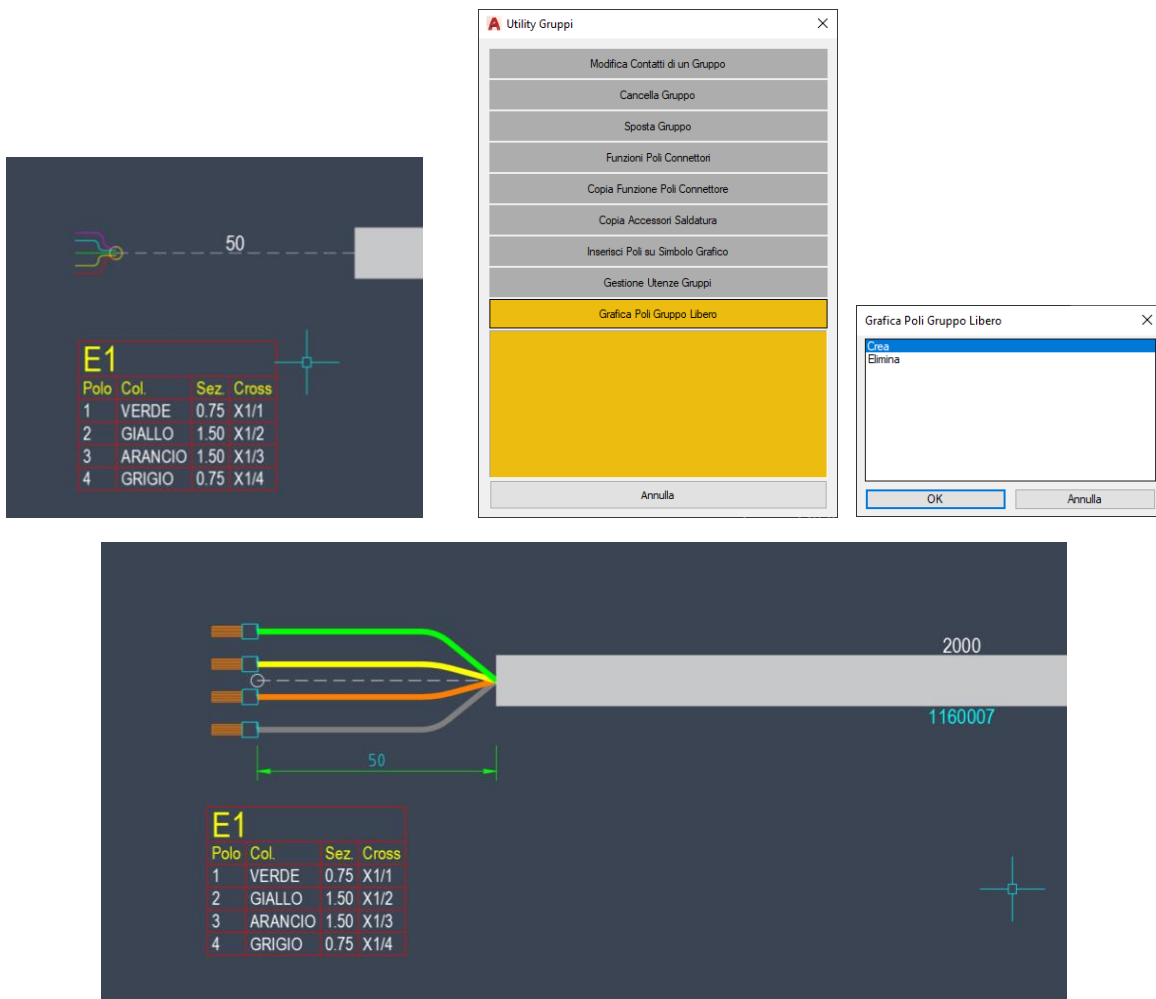 Utility Gruppi
Modifica Contatti di un Gruppo
Cancella Gruppo
Sposta Gruppo
Funzioni Poli Connettori
Copia Funzione Poli Connettore
Copia Accessori Saldatura
Inserisci Poli su Simbolo Grafico
Gestione Utenze Gruppi
Grafica Poli Gruppo Libero
Annulla
50
E1
Polo Col. Sez. Cross
1 VERDE 0.75 X1/1
2 GIALLO 1.50 X1/2
3 ARANCIO 1.50 X1/3
4 GRIGIO 0.75 X1/4
Grafica Poli Gruppo Libero
Crea
Elimina
OK Annulla
2000
1160007
50
E1
Polo Col. Sez. Cross
1 VERDE 0.75 X1/1
2 GIALLO 1.50 X1/2
3 ARANCIO 1.50 X1/3
4 GRIGIO 0.75 X1/4